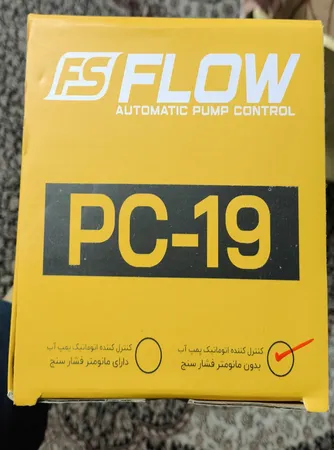 FS FLOW
AUTOMATIC PUMP CONTROL
PC-19
کنترل کننده اتوماتیک پمپ آب
بدون مانومتر فشار سنج
کنترل کننده اتوماتیک پمپ آب
دارای مانومتر فشار سنج